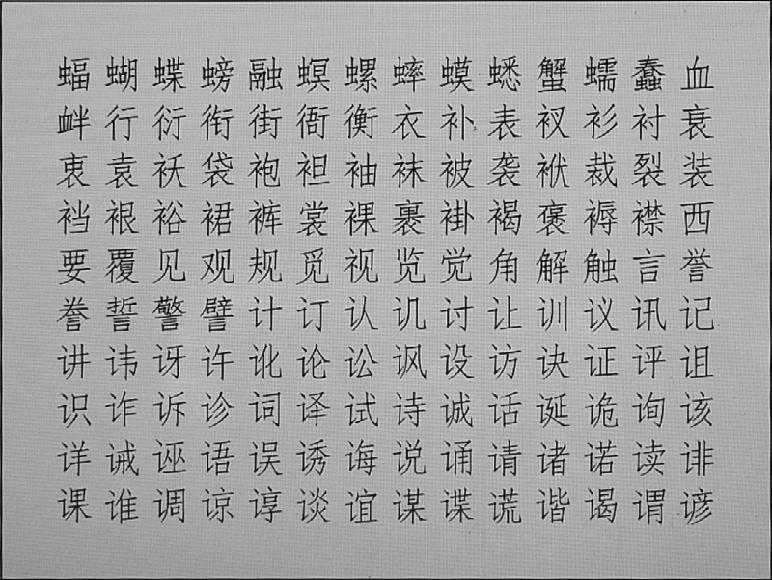 蝠蝴蝶螃融螟螺蟀蟆蟋蟹蠕蠢血
衅行衍衔街衙衡衣补表衩衫衬衰
衷袁袄袋袍袒袖袜被袭袱裁裂装
裆裉裕裙裤裳裸裹褂褐褒褥襟西
要覆见观规觅视览觉角解触言誉
誊誓警譬计订认讥讨让训议讯记
讲讳讶许讹论讼讽设访诀证评诅
识诈诉诊词译试诗诚话诞诡询该
详诫诬语误诱诲说诵请诸诺读诽
课谁调谅谆谈谊谋谍谎谐谒谓谚